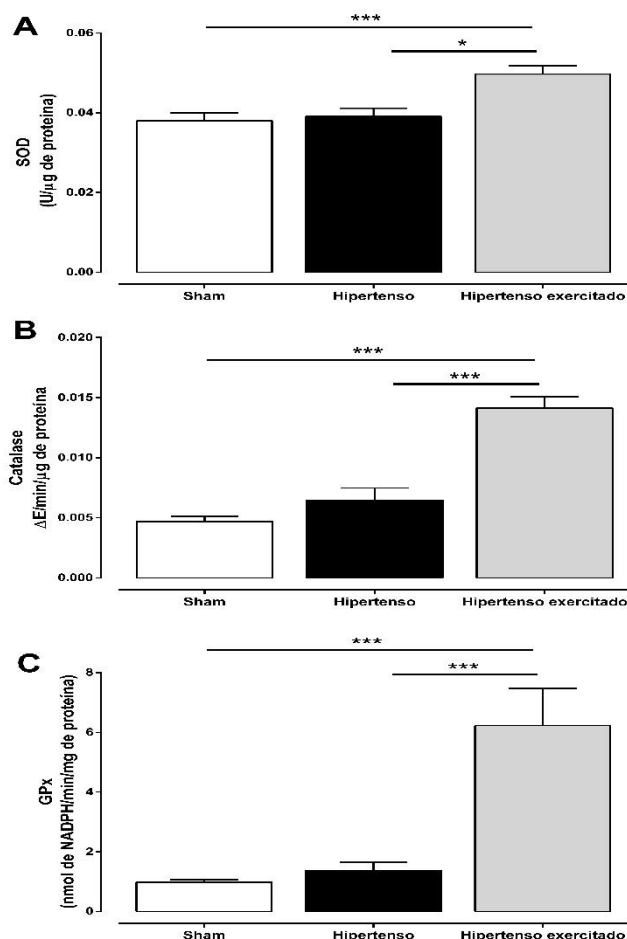 A
***
*
0.06
0.04
0.02
0.00
SOD
(U/µg de proteína)
Sham Hipertenso Hipertenso exercitado
B
***
***
0.020
0.015
0.010
0.005
0.000
Catalase
ΔE/min/µg de proteína
Sham Hipertenso Hipertenso exercitado
C
***
***
8
6
4
2
0
GPx
(nmol de NADPH/min/mg de proteína)
Sham Hipertenso Hipertenso exercitado